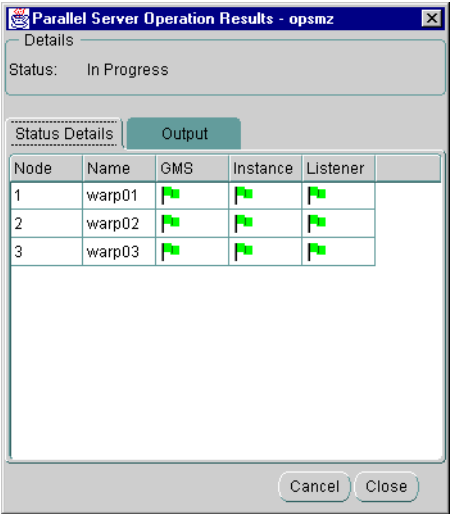 Parallel Server Operation Results - opsmz
Details
Status: In Progress
Status Details Output
Node Name GMS Instance Listener
1 warp01
2 warp02
3 warp03
Cancel Close